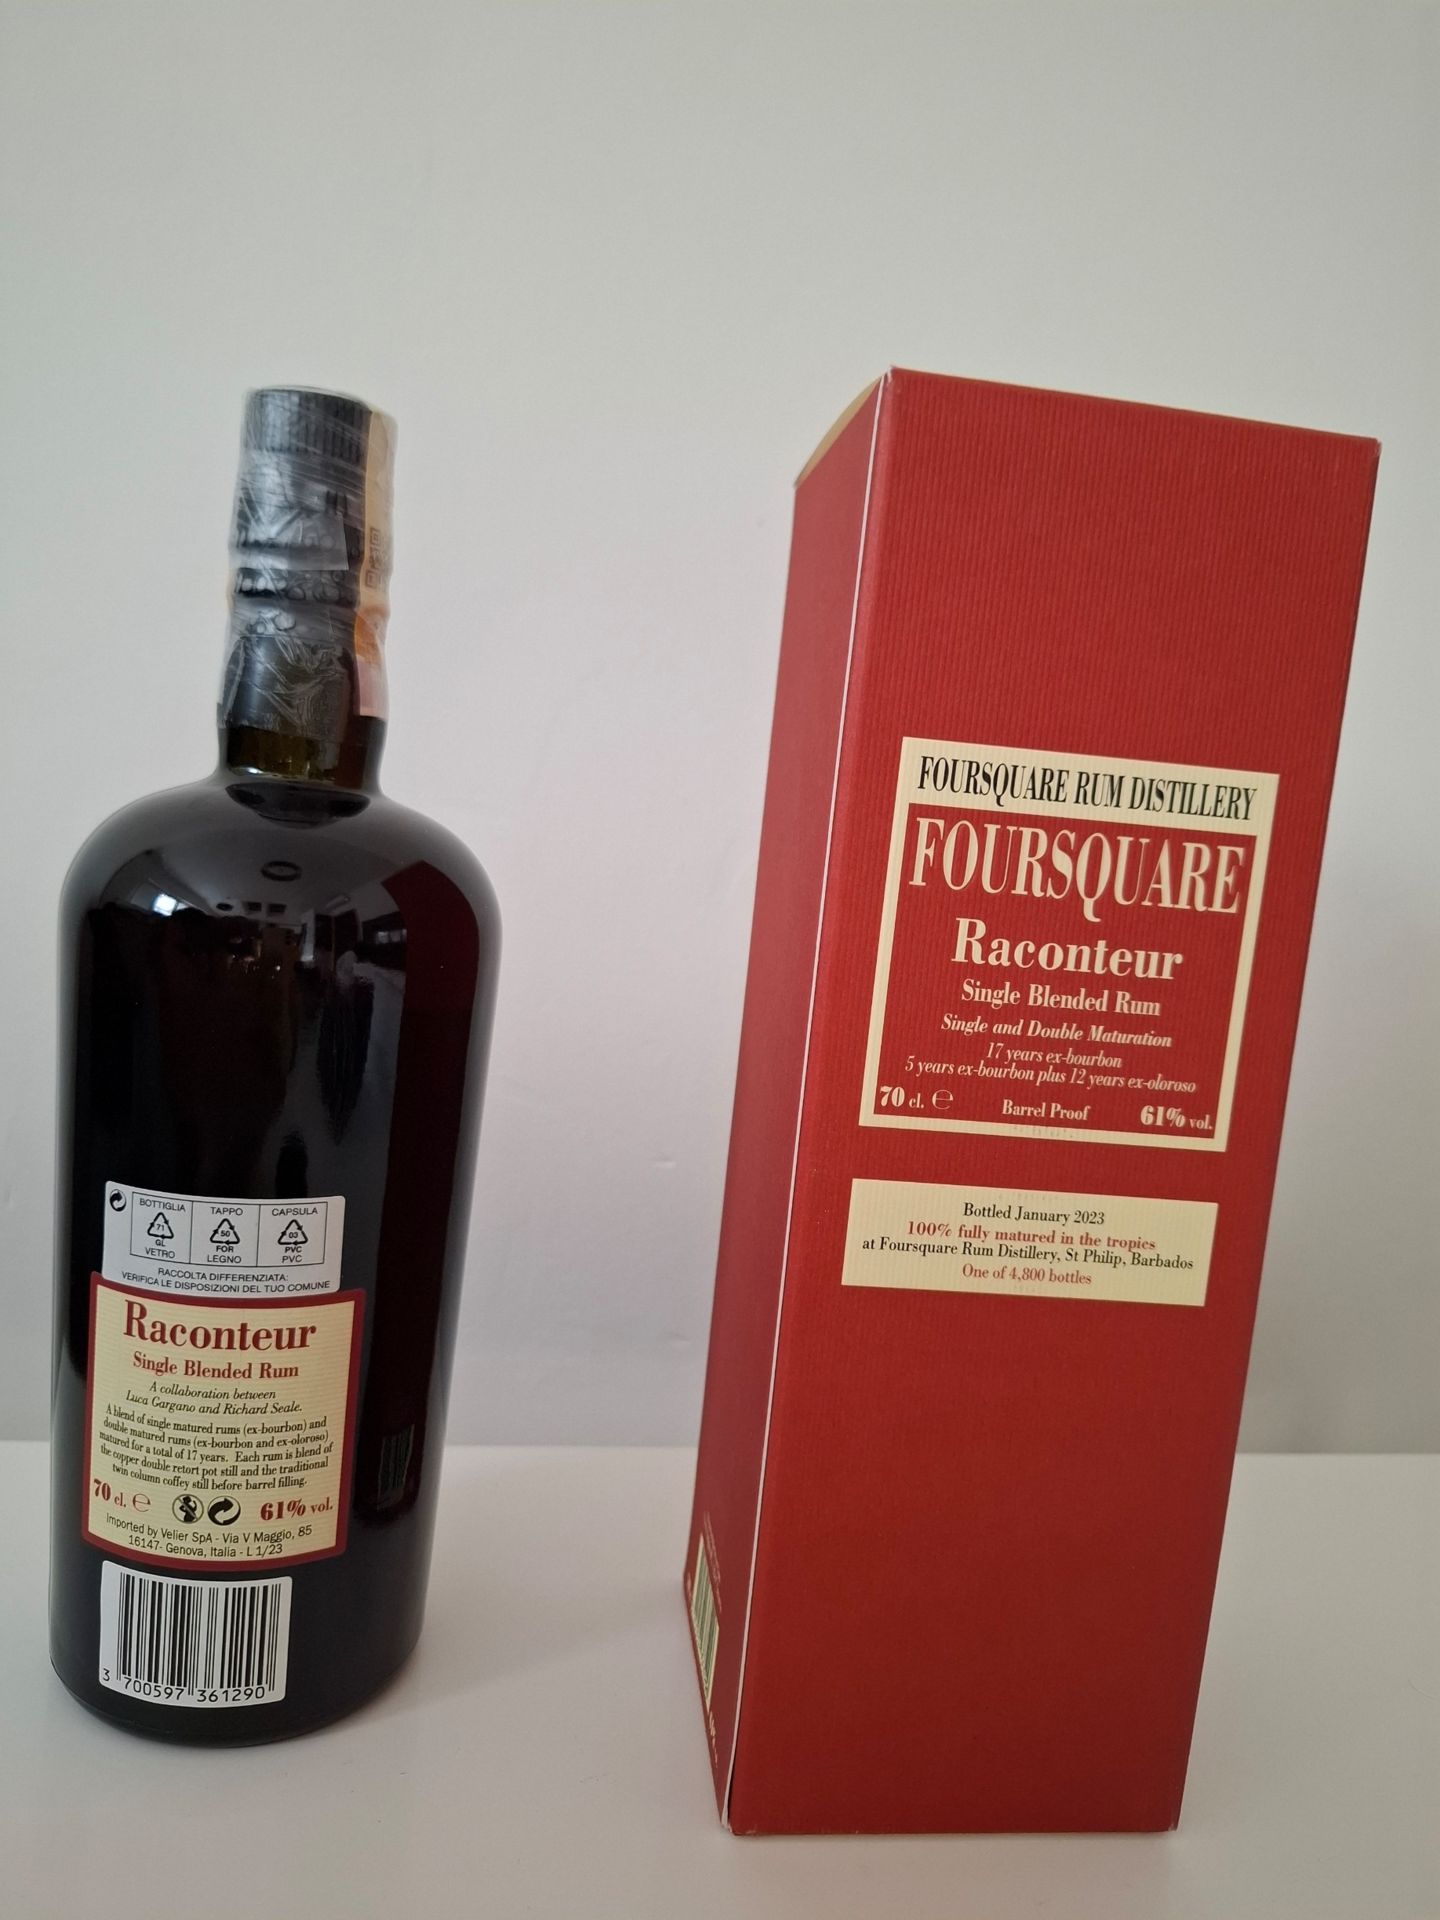 BOTTIGLIA
71
GL
VETRO
TAPPO
50
FOR
LEGNO
CAPSULA
03
PVC
PVC
RACCOLTA DIFFERENZIATA:
VERIFICA LE DISPOSIZIONI DEL TUO COMUNE
Raconteur
Single Blended Rum
A collaboration between
Luca Gargano and Richard Seale.
A blend of single matured rums (ex-bourbon) and
double matured rums (ex-bourbon and ex-oloroso)
matured for a total of 17 years. Each rum is blend of
the copper double retort pot still and the traditional
twin column coffey still before barrel filling.
70 cl. ℮ 61% vol.
Imported by Velier SpA - Via V Maggio, 85
16147- Genova, Italia - L 1/23
3 700597 361290
FOURSQUARE RUM DISTILLERY
FOURSQUARE
Raconteur
Single Blended Rum
Single and Double Maturation
17 years ex-bourbon
5 years ex-bourbon plus 12 years ex-oloroso
70 cl. ℮ Barrel Proof 61% vol.
Bottled January 2023
100% fully matured in the tropics
at Foursquare Rum Distillery, St Philip, Barbados
One of 4,800 bottles